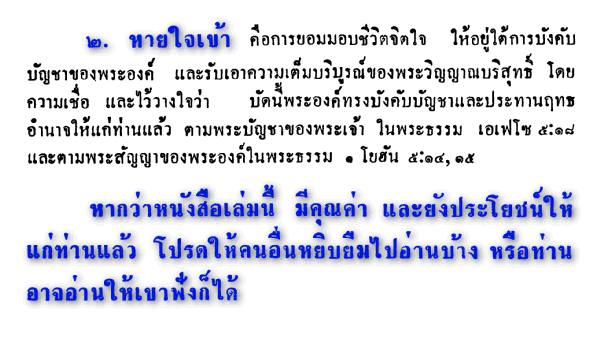 ๒. หายใจเข้า คือการยอมมอบชีวิตจิตใจ ให้อยู่ใต้การบังคับ
บัญชาของพระองค์ และรับเอาความเต็มบริบูรณ์ของพระวิญญาณบริสุทธิ์ โดย
ความเชื่อ และไว้วางใจว่า บัดนี้พระองค์ทรงบังคับบัญชาและประทานฤทธ
อำนาจให้แก่ท่านแล้ว ตามพระบัญชาของพระเจ้า ในพระธรรม เอเฟโซ ๕:๑๘
และตามพระสัญญาของพระองค์ในพระธรรม ๑ โยฮัน ๕:๑๔, ๑๕
หากว่าหนังสือเล่มนี้ มีคุณค่า และยังประโยชน์ให้
แก่ท่านแล้ว โปรดให้คนอื่นหยิบยืมไปอ่านบ้าง หรือท่าน
อาจอ่านให้เขาฟังก็ได้